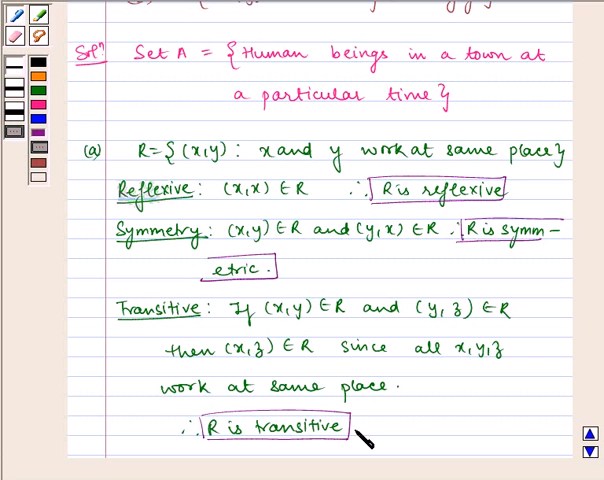 Solⁿ Set A = {Human beings in a town at
a particular time}
(a) R={(x,y) : x and y work at same place}
Reflexive : (x,x) ∈ R ∴ R is reflexive
Symmetry : (x,y) ∈ R and (y,x) ∈ R ∴ R is symm-
etric.
Transitive : If (x,y) ∈ R and (y,z) ∈ R
then (x,z) ∈ R since all x,y,z
work at same place.
∴ R is transitive